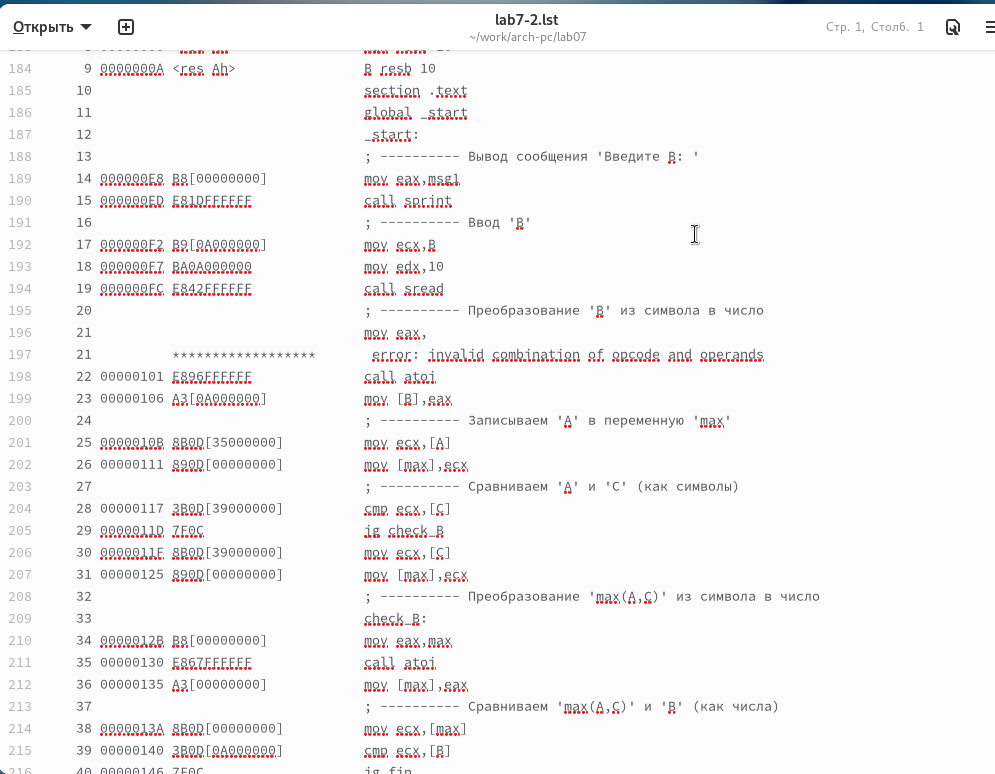 Открыть
lab7-2.lst
~/work/arch-pc/lab07
Стр. 1, Столб. 1
184 9 0000000A <res Ah> B resb 10
185 10 section .text
186 11 global _start
187 12 _start:
188 13 ; ---------- Вывод сообщения 'Введите B: '
189 14 000000E8 B8[00000000] mov eax,msg1
190 15 000000ED E81DFFFFFF call sprint
191 16 ; ---------- Ввод 'B'
192 17 000000F2 B9[0A000000] mov ecx,B
193 18 000000F7 BA0A000000 mov edx,10
194 19 000000FC E842FFFFFF call sread
195 20 ; ---------- Преобразование 'B' из символа в число
196 21 mov eax,
197 21 ****************** error: invalid combination of opcode and operands
198 22 00000101 E896FFFFFF call atoi
199 23 00000106 A3[0A000000] mov [B],eax
200 24 ; ---------- Записываем 'A' в переменную 'max'
201 25 0000010B 8B0D[35000000] mov ecx,[A]
202 26 00000111 890D[00000000] mov [max],ecx
203 27 ; ---------- Сравниваем 'A' и 'C' (как символы)
204 28 00000117 3B0D[39000000] cmp ecx,[C]
205 29 0000011D 7F0C jg check_B
206 30 0000011F 8B0D[39000000] mov ecx,[C]
207 31 00000125 890D[00000000] mov [max],ecx
208 32 ; ---------- Преобразование 'max(A,C)' из символа в число
209 33 check_B:
210 34 0000012B B8[00000000] mov eax,max
211 35 00000130 E867FFFFFF call atoi
212 36 00000135 A3[00000000] mov [max],eax
213 37 ; ---------- Сравниваем 'max(A,C)' и 'B' (как числа)
214 38 0000013A 8B0D[00000000] mov ecx,[max]
215 39 00000140 3B0D[0A000000] cmp ecx,[B]
216 40 00000146 7F0C jg fin